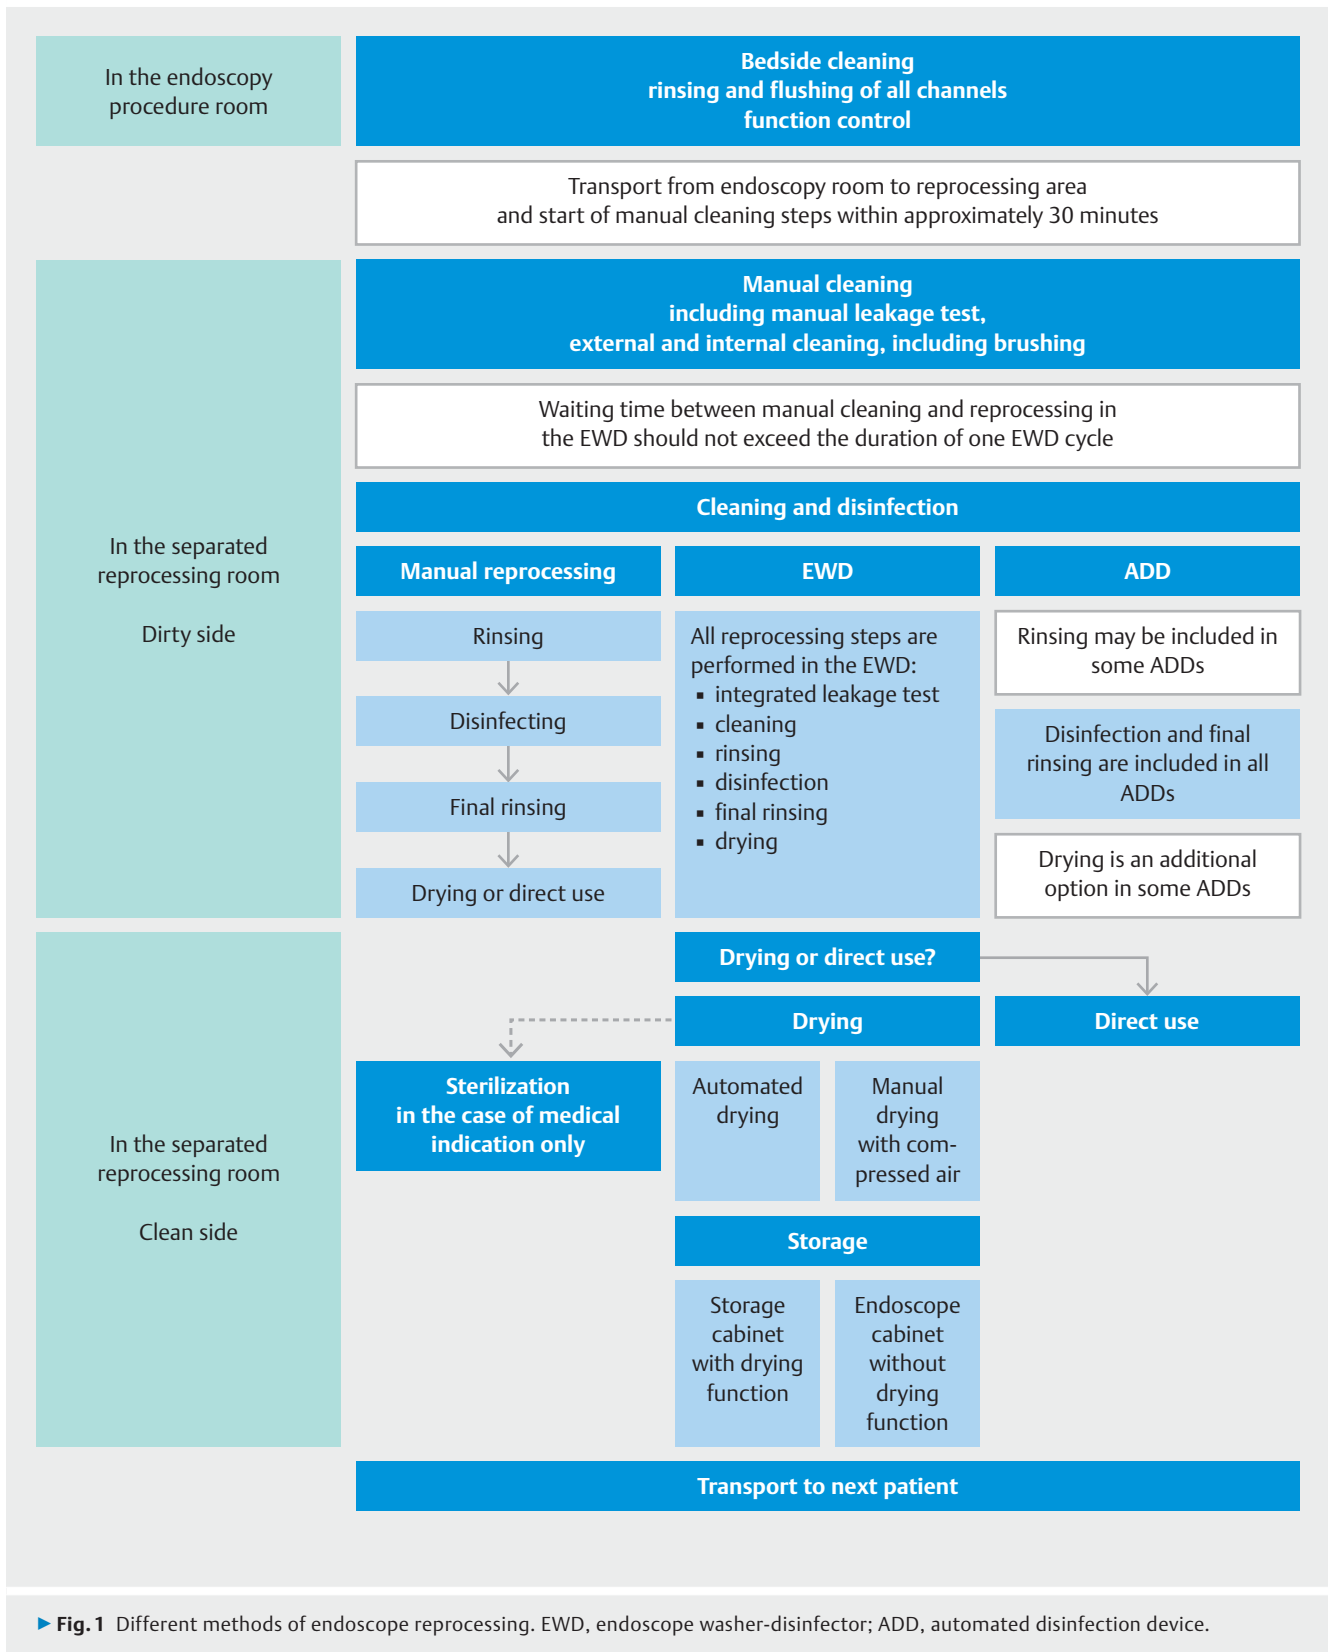 In the endoscopy
procedure room
Bedside cleaning
rinsing and flushing of all channels
function control
Transport from endoscopy room to reprocessing area
and start of manual cleaning steps within approximately 30 minutes
In the separated
reprocessing room
Dirty side
Manual cleaning
including manual leakage test,
external and internal cleaning, including brushing
Waiting time between manual cleaning and reprocessing in
the EWD should not exceed the duration of one EWD cycle
Cleaning and disinfection
Manual reprocessing
Rinsing
Disinfecting
Final rinsing
Drying or direct use
EWD
All reprocessing steps are
performed in the EWD:
▪ integrated leakage test
▪ cleaning
▪ rinsing
▪ disinfection
▪ final rinsing
▪ drying
ADD
Rinsing may be included in
some ADDs
Disinfection and final
rinsing are included in all
ADDs
Drying is an additional
option in some ADDs
In the separated
reprocessing room
Clean side
Drying or direct use?
Drying
Direct use
Sterilization
in the case of medical
indication only
Automated
drying
Manual
drying
with com-
pressed air
Storage
Storage
cabinet
with drying
function
Endoscope
cabinet
without
drying
function
Transport to next patient
▶ Fig. 1 Different methods of endoscope reprocessing. EWD, endoscope washer-disinfector; ADD, automated disinfection device.